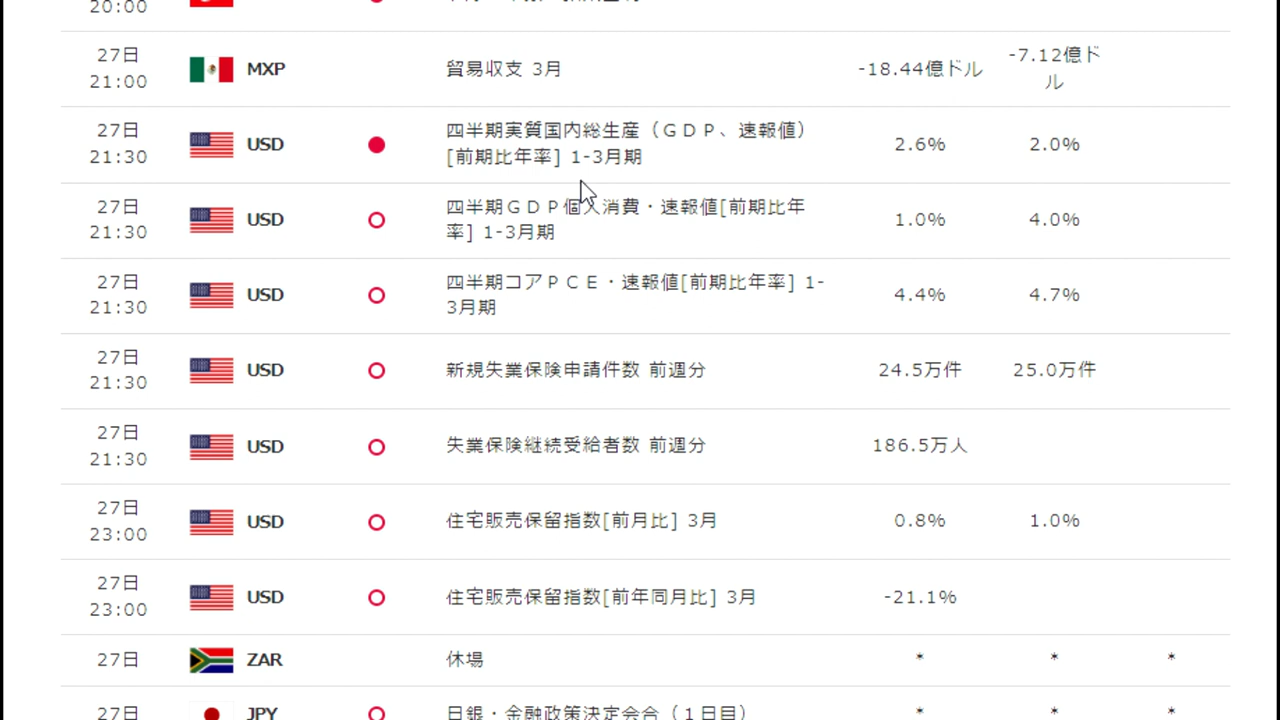 20:00
27日
21:00
MXP
貿易収支 3月
-18.44億ドル
-7.12億ド
ル
27日
21:30
USD
四半期実質国内総生産（ＧＤＰ、速報値）
[前期比年率] 1-3月期
2.6%
2.0%
27日
21:30
USD
四半期ＧＤＰ個人消費・速報値[前期比年
率] 1-3月期
1.0%
4.0%
27日
21:30
USD
四半期コアＰＣＥ・速報値[前期比年率] 1-
3月期
4.4%
4.7%
27日
21:30
USD
新規失業保険申請件数 前週分
24.5万件
25.0万件
27日
21:30
USD
失業保険継続受給者数 前週分
186.5万人
27日
23:00
USD
住宅販売保留指数[前月比] 3月
0.8%
1.0%
27日
23:00
USD
住宅販売保留指数[前年同月比] 3月
-21.1%
27日
ZAR
休場
*
*
*
27日
JPY
日銀・金融政策決定会合（１日目）
*
*
*